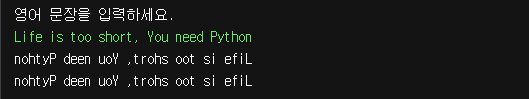 영어 문장을 입력하세요.
Life is too short, You need Python
nohtyP deen uoY ,trohs oot si efiL
nohtyP deen uoY ,trohs oot si efiL